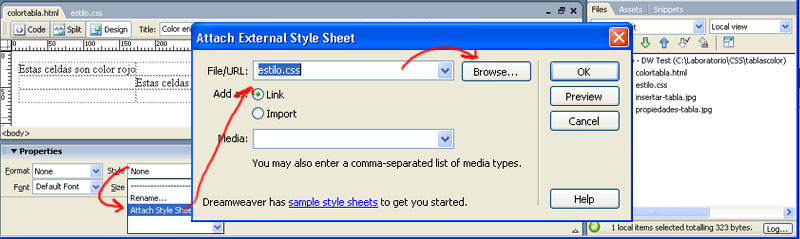 colortabla.html estilo.css
Code Split Design Title: Color en
50 100 150
Estas celdas son color rojo
Estas celdas
<body>
Properties
Format None Style None
Font Default Font Size
Rename...
Attach Style Shee
Attach External Style Sheet
File/URL: estilo.css Browse...
Add as: Link
Import
Media:
You may also enter a comma-separated list of media types.
Dreamweaver has sample style sheets to get you started.
OK
Preview
Cancel
Help
Files Assets Snippets
Local view
- DW Test (C:\Laboratorio\CSS\tablascolor)
colortabla.html
estilo.css
insertar-tabla.jpg
propiedades-tabla.jpg
1 local items selected totalling 323 bytes. Log...